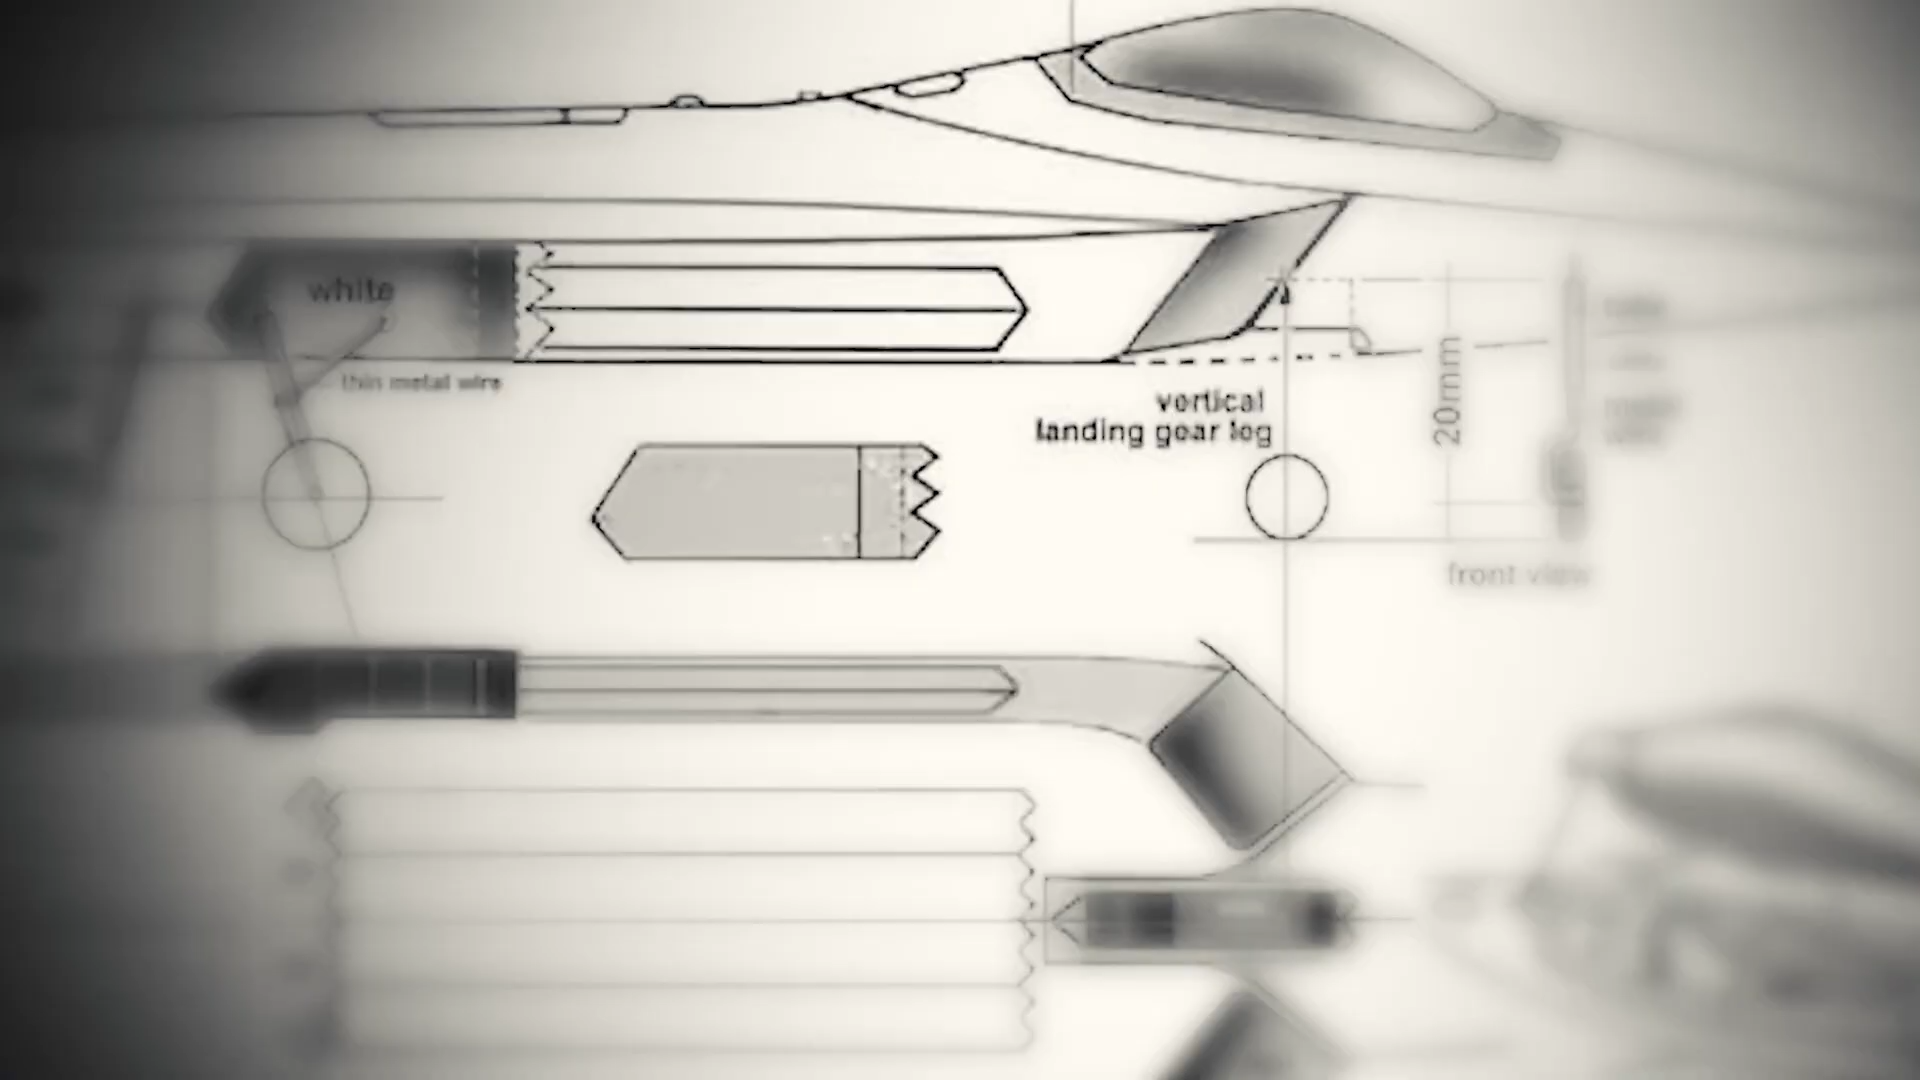 white
thin metal wire
vertical
landing gear leg
20mm
front view